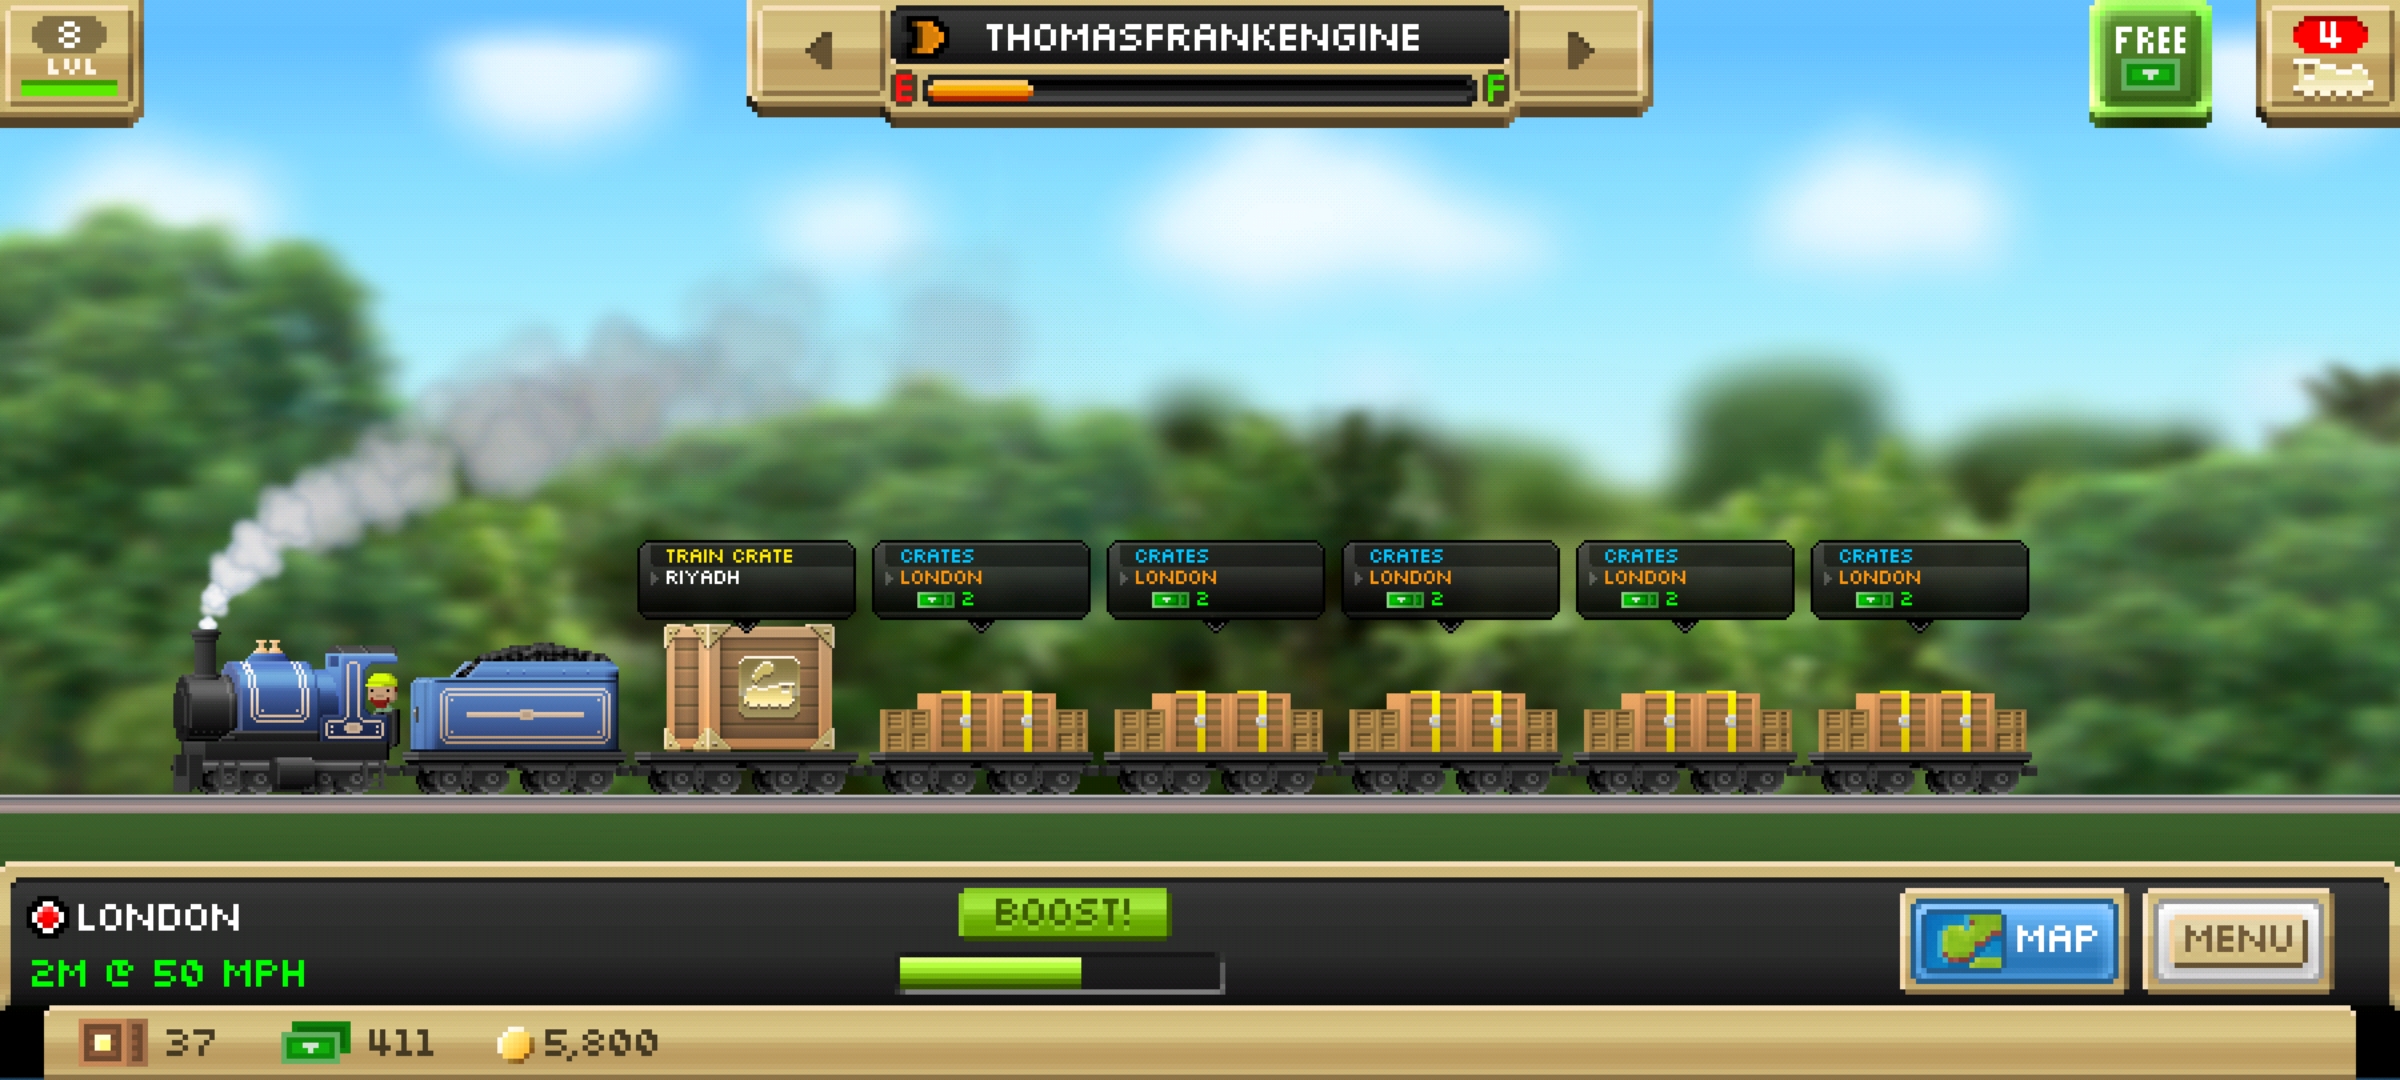 8
LVL
THOMASFRANKENGINE
E F
FREE
4
TRAIN CRATE
RIYADH
CRATES
LONDON
2
CRATES
LONDON
2
CRATES
LONDON
2
CRATES
LONDON
2
CRATES
LONDON
2
LONDON
2M @ 50 MPH
BOOST!
MAP
MENU
37
411
5,800